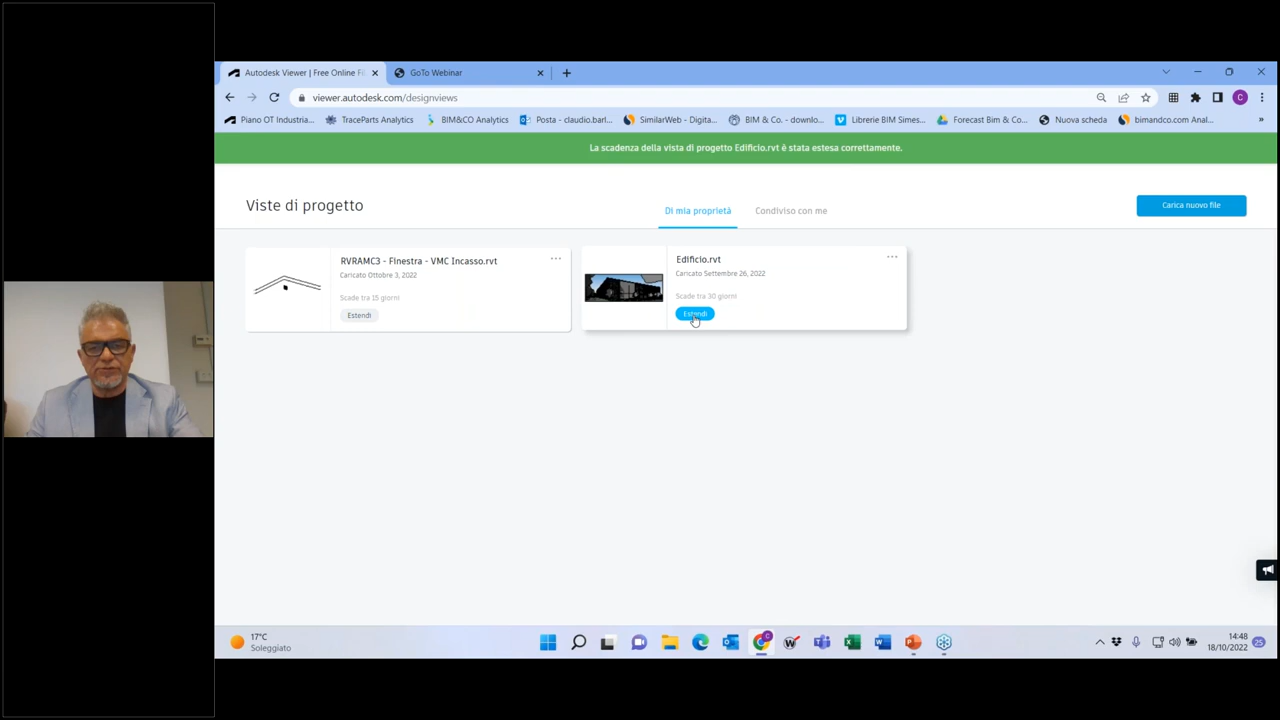 Autodesk Viewer | Free Online Fi
GoTo Webinar
viewer.autodesk.com/designviews
C
Piano OT Industria...
TraceParts Analytics
BIM&CO Analytics
Posta - claudio.barl...
SimilarWeb - Digita...
BIM & Co. - downlo...
Librerie BIM Simes...
Forecast Bim & Co...
Nuova scheda
bimandco.com Anal...
»
La scadenza della vista di progetto Edificio.rvt è stata estesa correttamente.
Viste di progetto
Di mia proprietà
Condiviso con me
Carica nuovo file
RVRAMC3 - Finestra - VMC Incasso.rvt
Caricato Ottobre 3, 2022
Scade tra 15 giorni
Estendi
Edificio.rvt
Caricato Settembre 26, 2022
Scade tra 30 giorni
Estendi
17°C
Soleggiato
14:48
18/10/2022
25